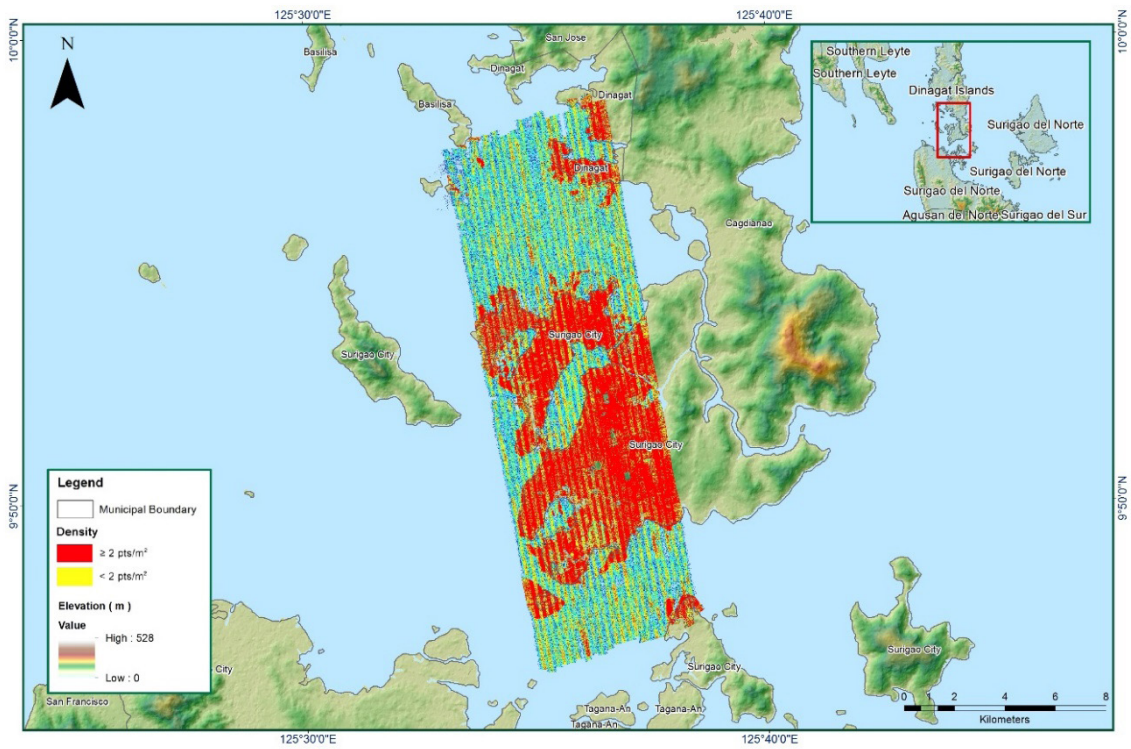 125°30'0"E
125°40'0"E
10°0'0"N
10°0'0"N
N
Basilisa
San Jose
Dinagat
Basilisa
Dinagat
Dinagat
Cagdianao
Surigao City
Surigao City
Surigao City
Southern Leyte
Southern Leyte
Dinagat Islands
Surigao del Norte
Surigao del Norte
Surigao del Norte
Agusan del Norte
Surigao del Sur
9°50'0"N
9°50'0"N
Legend
Municipal Boundary
Density
≥ 2 pts/m²
< 2 pts/m²
Elevation ( m )
Value
High : 528
Low : 0
City
San Francisco
Surigao City
Surigao City
Tagana-An
Tagana-An
Tagana-An
0 1 2 4 6 8
Kilometers
125°30'0"E
125°40'0"E